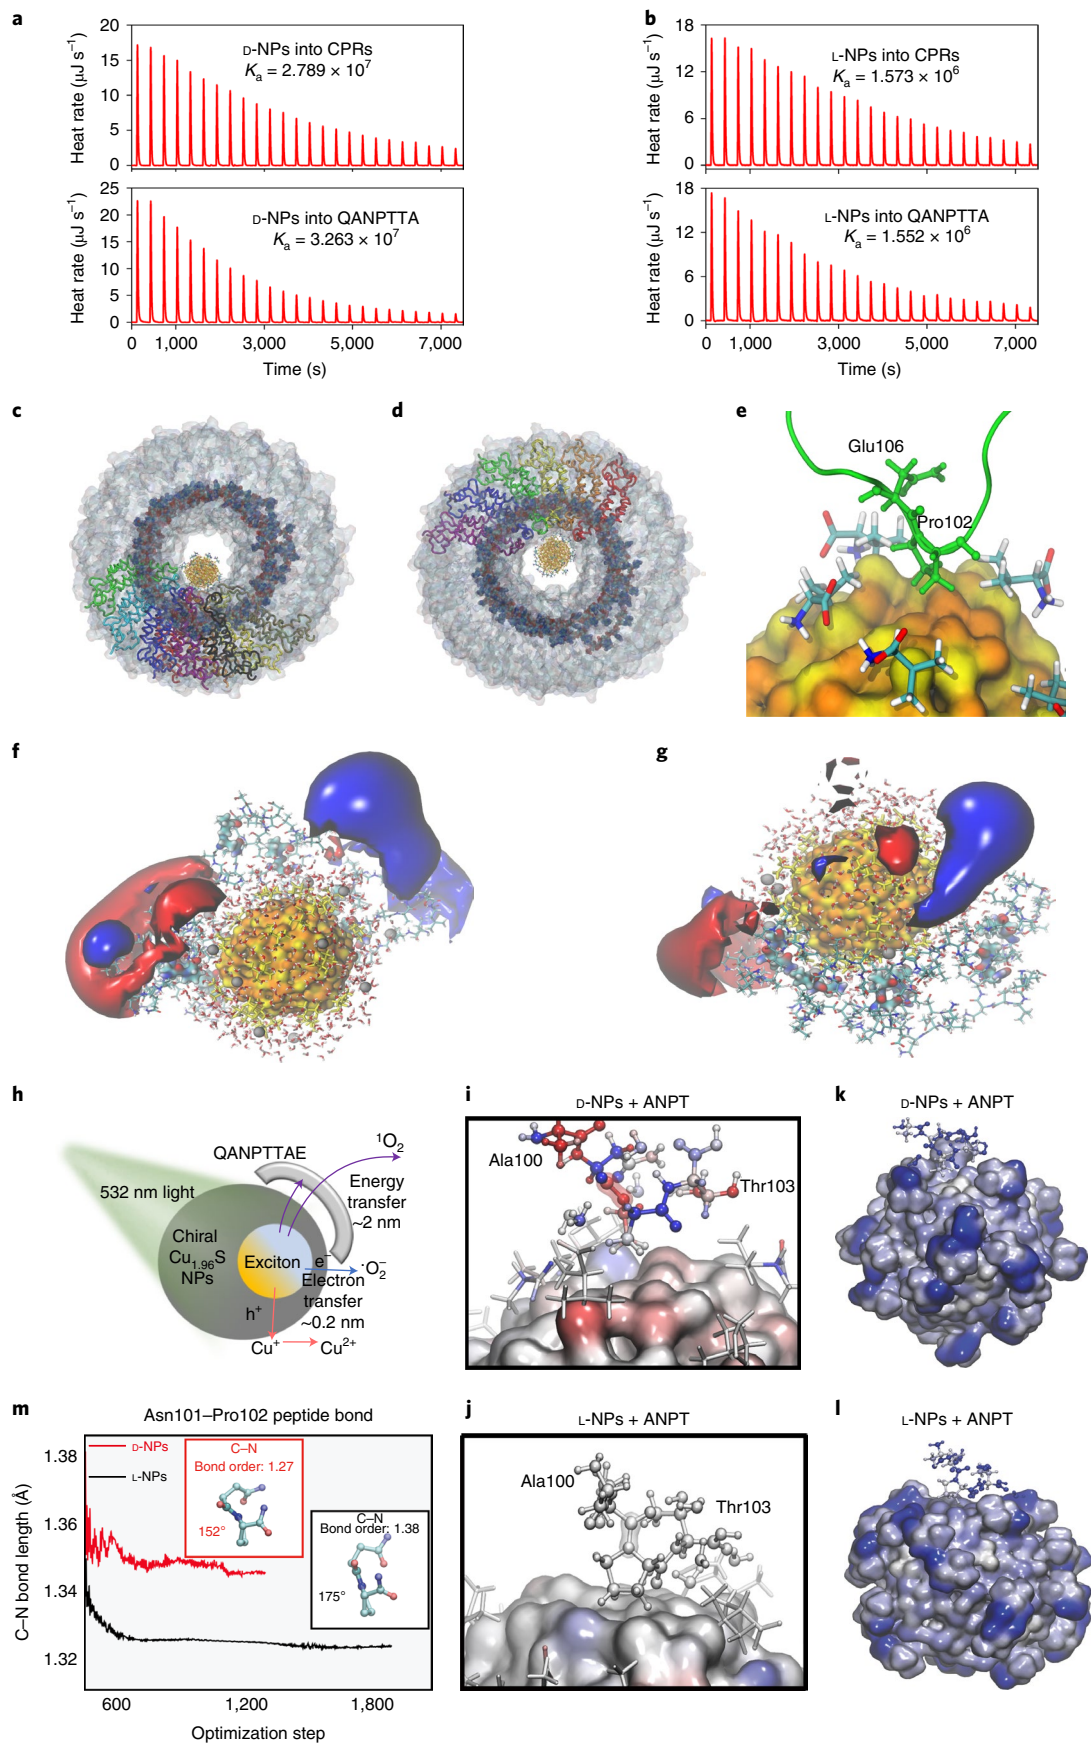 a
20
15
10
5
0
Heat rate (μJ s⁻¹)
D-NPs into CPRs
Kₐ = 2.789 × 10⁷
25
20
15
10
5
0
Heat rate (μJ s⁻¹)
D-NPs into QANPTTA
Kₐ = 3.263 × 10⁷
0 1,000 3,000 5,000 7,000
Time (s)
b
18
12
6
0
Heat rate (μJ s⁻¹)
L-NPs into CPRs
Kₐ = 1.573 × 10⁶
18
12
6
0
Heat rate (μJ s⁻¹)
L-NPs into QANPTTA
Kₐ = 1.552 × 10⁶
0 1,000 3,000 5,000 7,000
Time (s)
c
d
e
Glu106
Pro102
f
g
h
QANPTTAE
¹O₂
532 nm light
Energy
transfer
~2 nm
Chiral
Cu₁.₉₆S
NPs
Exciton
e⁻
·O₂⁻
Electron
transfer
~0.2 nm
h⁺
Cu⁺
Cu²⁺
i
D-NPs + ANPT
Ala100
Thr103
k
D-NPs + ANPT
m
Asn101–Pro102 peptide bond
1.38
1.36
1.34
1.32
C–N bond length (Å)
D-NPs
L-NPs
C–N
Bond order: 1.27
152°
C–N
Bond order: 1.38
175°
600 1,200 1,800
Optimization step
j
L-NPs + ANPT
Ala100
Thr103
l
L-NPs + ANPT